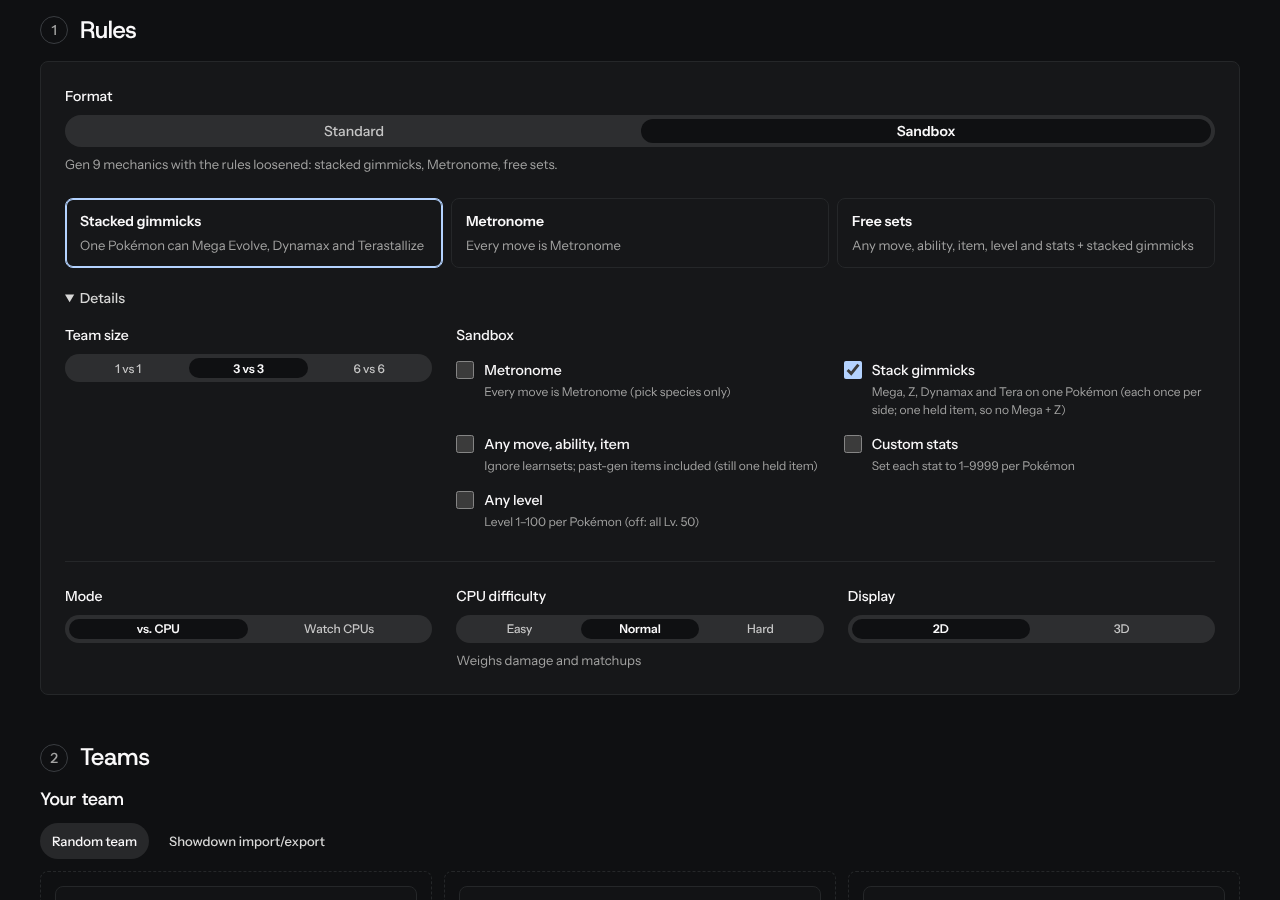 1 Rules
Format
Standard Sandbox
Gen 9 mechanics with the rules loosened: stacked gimmicks, Metronome, free sets.
Stacked gimmicks
One Pokémon can Mega Evolve, Dynamax and Terastallize
Metronome
Every move is Metronome
Free sets
Any move, ability, item, level and stats + stacked gimmicks
▼ Details
Team size
1 vs 1 3 vs 3 6 vs 6
Sandbox
Metronome
Every move is Metronome (pick species only)
Stack gimmicks
Mega, Z, Dynamax and Tera on one Pokémon (each once per
side; one held item, so no Mega + Z)
Any move, ability, item
Ignore learnsets; past-gen items included (still one held item)
Custom stats
Set each stat to 1–9999 per Pokémon
Any level
Level 1–100 per Pokémon (off: all Lv. 50)
Mode
vs. CPU Watch CPUs
CPU difficulty
Easy Normal Hard
Weighs damage and matchups
Display
2D 3D
2 Teams
Your team
Random team Showdown import/export